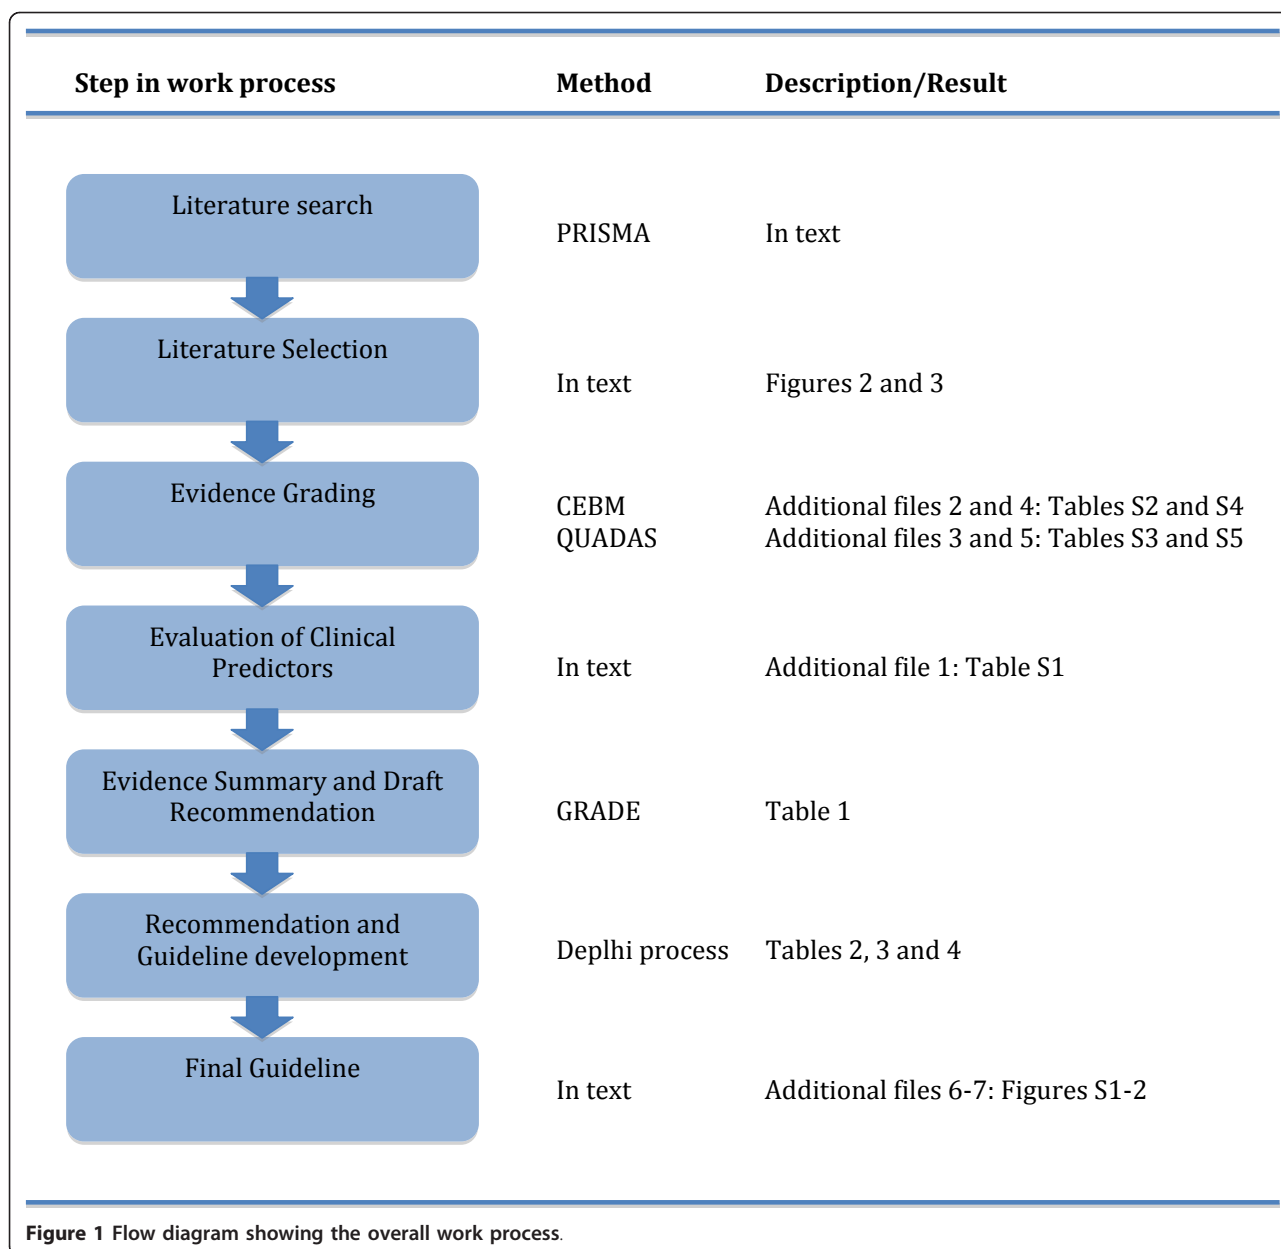 Step in work process Method Description/Result
Literature search
PRISMA In text
Literature Selection
In text Figures 2 and 3
Evidence Grading
CEBM Additional files 2 and 4: Tables S2 and S4
QUADAS Additional files 3 and 5: Tables S3 and S5
Evaluation of Clinical
Predictors
In text Additional file 1: Table S1
Evidence Summary and Draft
Recommendation
GRADE Table 1
Recommendation and
Guideline development
Deplhi process Tables 2, 3 and 4
Final Guideline
In text Additional files 6-7: Figures S1-2
Figure 1 Flow diagram showing the overall work process.